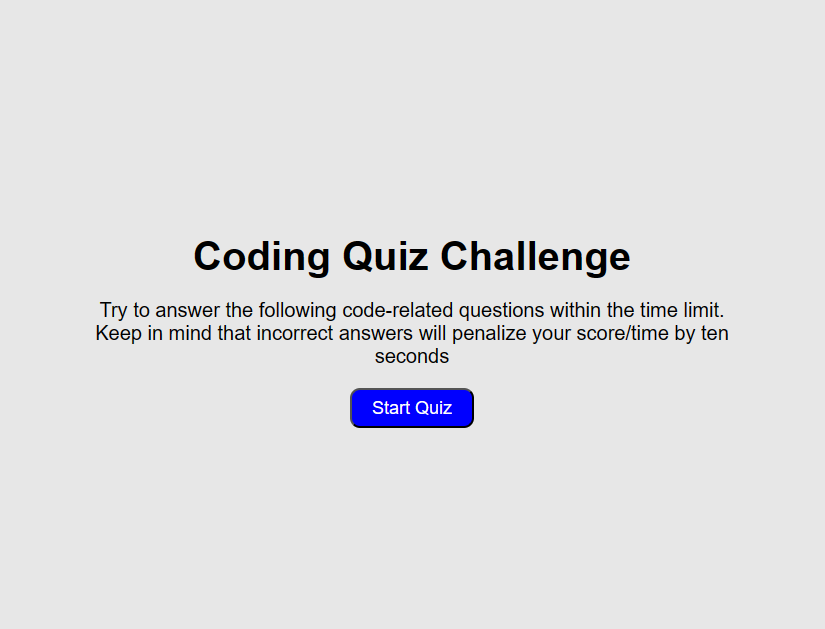 Coding Quiz Challenge
Try to answer the following code-related questions within the time limit.
Keep in mind that incorrect answers will penalize your score/time by ten
seconds
Start Quiz